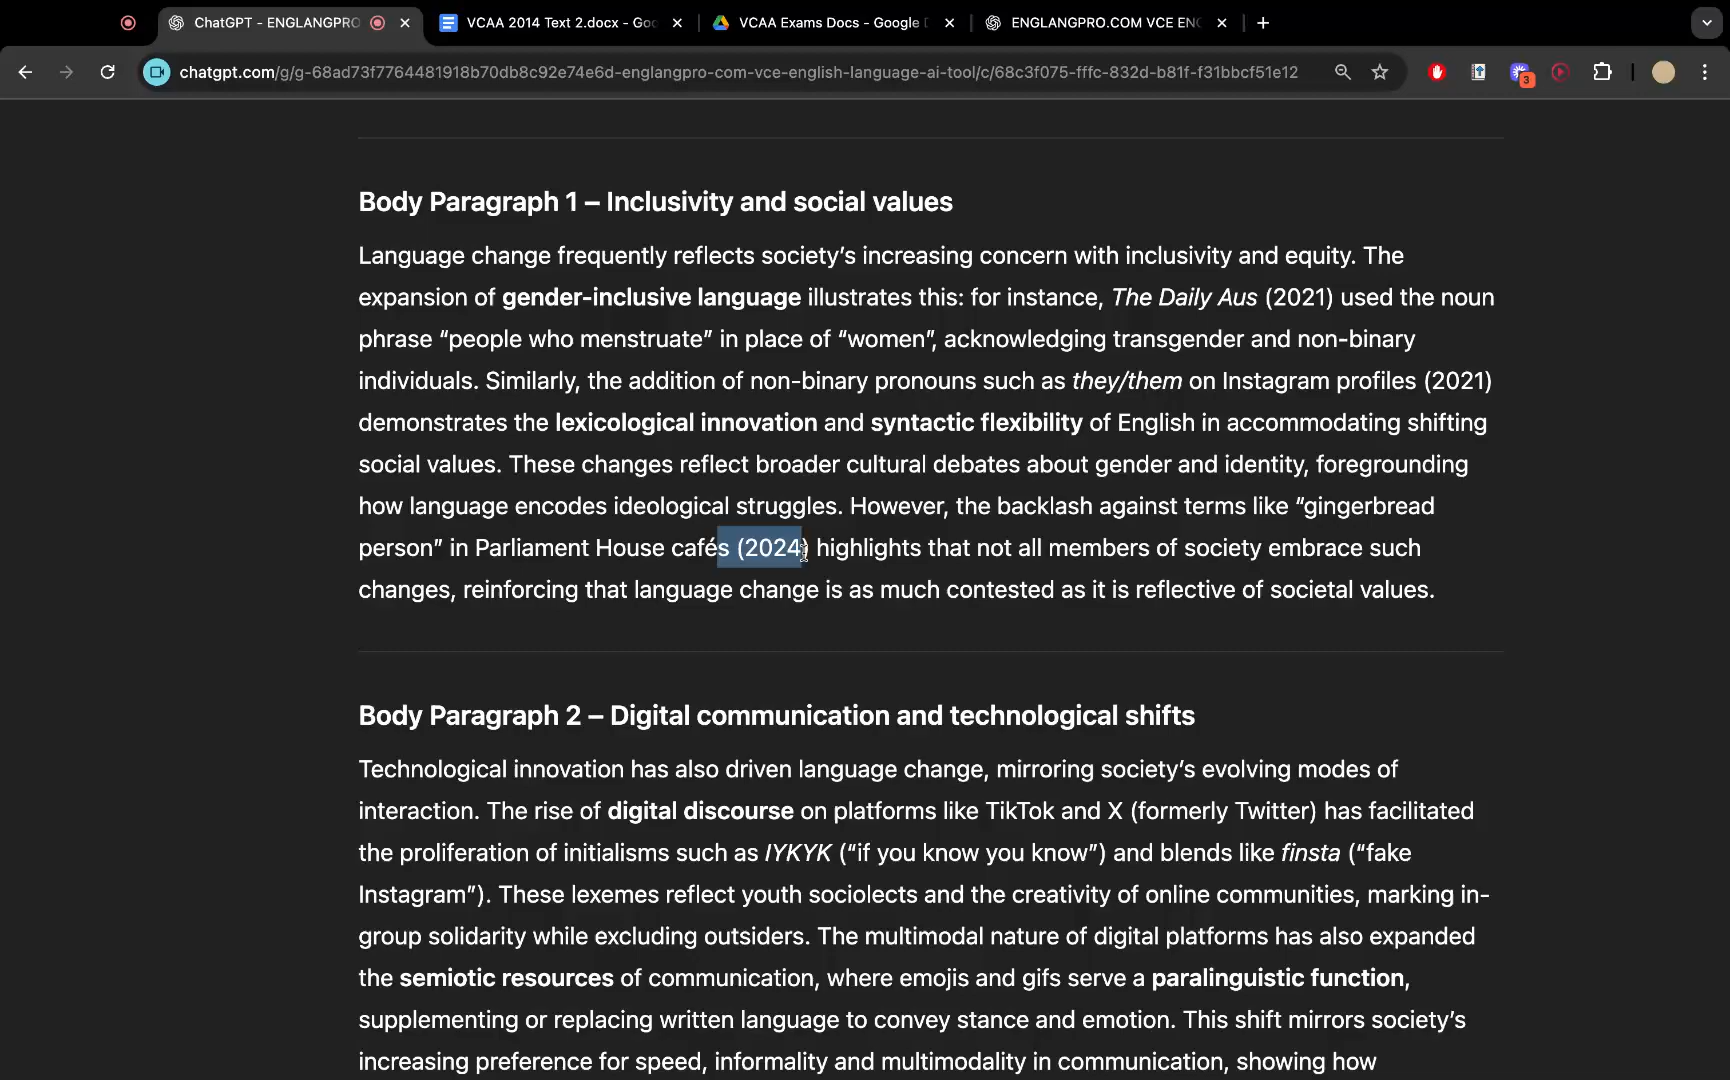 ChatGPT - ENGLANGPRO
VCAA 2014 Text 2.docx - Goo
VCAA Exams Docs - Google D
ENGLANGPRO.COM VCE ENG
chatgpt.com/g/g-68ad73f7764481918b70db8c92e74e6d-englangpro-com-vce-english-language-ai-tool/c/68c3f075-fffc-832d-b81f-f31bbcf51e12
3
Body Paragraph 1 – Inclusivity and social values
Language change frequently reflects society’s increasing concern with inclusivity and equity. The
expansion of gender-inclusive language illustrates this: for instance, The Daily Aus (2021) used the noun
phrase “people who menstruate” in place of “women”, acknowledging transgender and non-binary
individuals. Similarly, the addition of non-binary pronouns such as they/them on Instagram profiles (2021)
demonstrates the lexicological innovation and syntactic flexibility of English in accommodating shifting
social values. These changes reflect broader cultural debates about gender and identity, foregrounding
how language encodes ideological struggles. However, the backlash against terms like “gingerbread
person” in Parliament House cafés (2024) highlights that not all members of society embrace such
changes, reinforcing that language change is as much contested as it is reflective of societal values.
Body Paragraph 2 – Digital communication and technological shifts
Technological innovation has also driven language change, mirroring society’s evolving modes of
interaction. The rise of digital discourse on platforms like TikTok and X (formerly Twitter) has facilitated
the proliferation of initialisms such as IYKYK (“if you know you know”) and blends like finsta (“fake
Instagram”). These lexemes reflect youth sociolects and the creativity of online communities, marking in-
group solidarity while excluding outsiders. The multimodal nature of digital platforms has also expanded
the semiotic resources of communication, where emojis and gifs serve a paralinguistic function,
supplementing or replacing written language to convey stance and emotion. This shift mirrors society’s
increasing preference for speed, informality and multimodality in communication, showing how